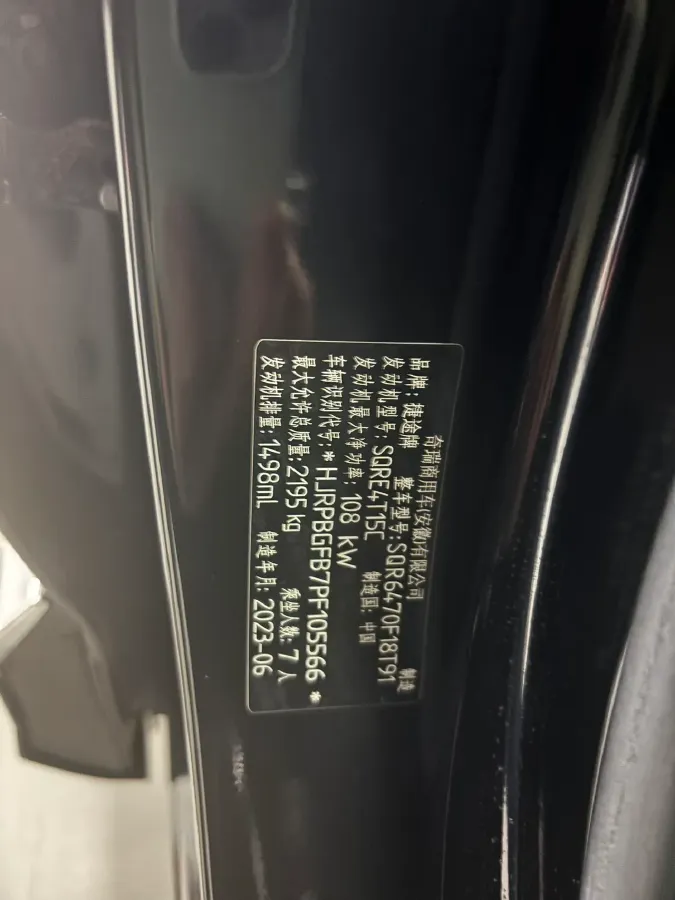 奇瑞商用车(安徽)有限公司 制造
品牌: 捷途牌 整车型号: SQR6470F18T91
发动机型号: SQRE4T15C 制造国: 中国
发动机最大净功率: 108 kW
车辆识别代号: * HJRPBGFB7PF105566 *
最大允许总质量: 2195 kg 乘坐人数: 7 人
发动机排量: 1498mL 制造年月: 2023-06